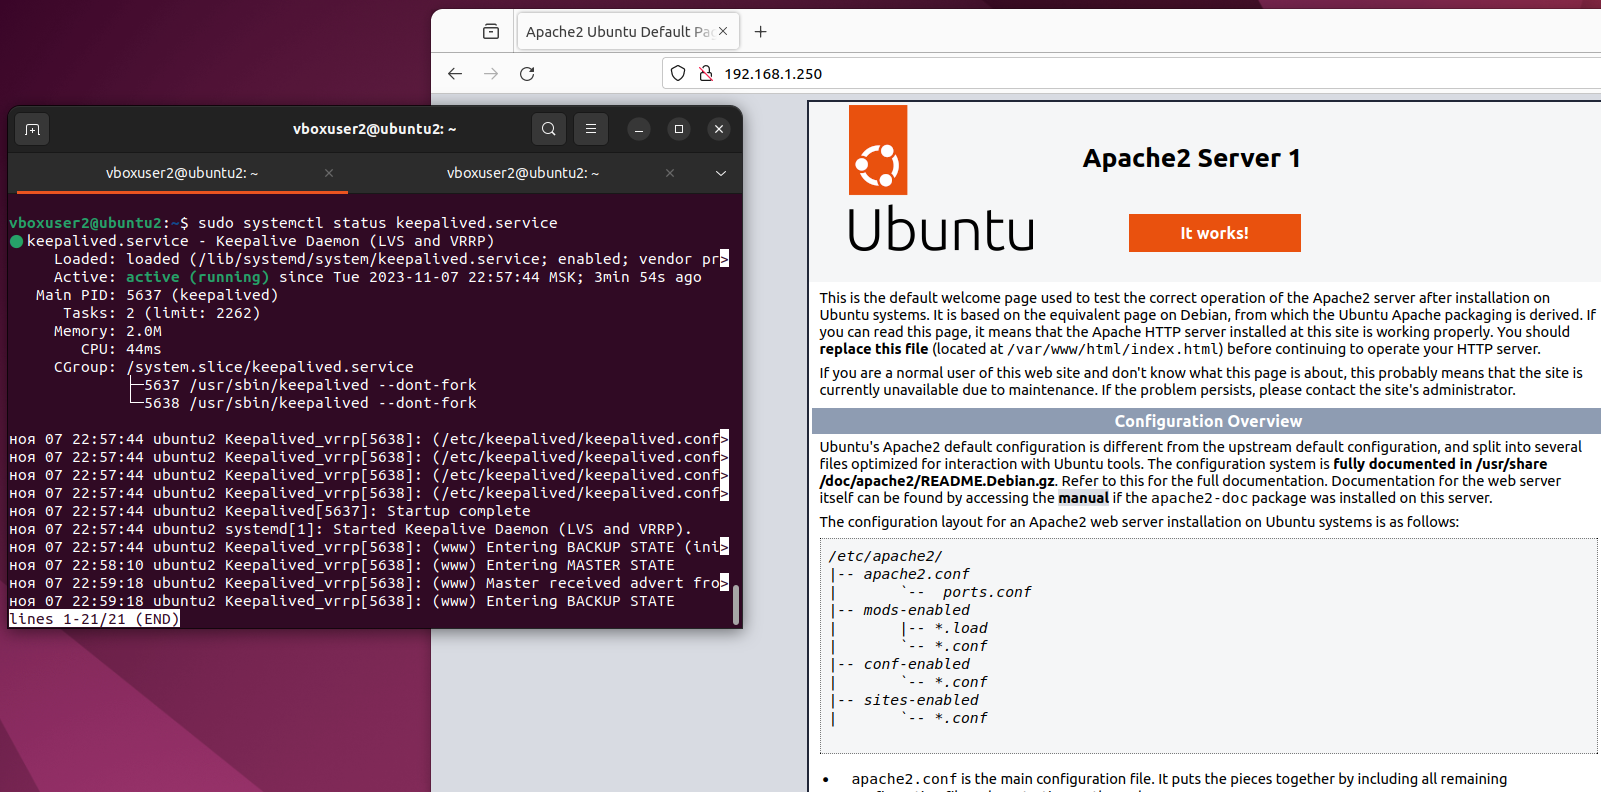 Apache2 Ubuntu Default Pa
192.168.1.250
vboxuser2@ubuntu2: ~
vboxuser2@ubuntu2: ~
vboxuser2@ubuntu2: ~
vboxuser2@ubuntu2:~$ sudo systemctl status keepalived.service
keepalived.service - Keepalive Daemon (LVS and VRRP)
Loaded: loaded (/lib/systemd/system/keepalived.service; enabled; vendor pr>
Active: active (running) since Tue 2023-11-07 22:57:44 MSK; 3min 54s ago
Main PID: 5637 (keepalived)
Tasks: 2 (limit: 2262)
Memory: 2.0M
CPU: 44ms
CGroup: /system.slice/keepalived.service
├─5637 /usr/sbin/keepalived --dont-fork
└─5638 /usr/sbin/keepalived --dont-fork
ноя 07 22:57:44 ubuntu2 Keepalived_vrrp[5638]: (/etc/keepalived/keepalived.conf>
ноя 07 22:57:44 ubuntu2 Keepalived_vrrp[5638]: (/etc/keepalived/keepalived.conf>
ноя 07 22:57:44 ubuntu2 Keepalived_vrrp[5638]: (/etc/keepalived/keepalived.conf>
ноя 07 22:57:44 ubuntu2 Keepalived_vrrp[5638]: (/etc/keepalived/keepalived.conf>
ноя 07 22:57:44 ubuntu2 Keepalived[5637]: Startup complete
ноя 07 22:57:44 ubuntu2 systemd[1]: Started Keepalive Daemon (LVS and VRRP).
ноя 07 22:57:44 ubuntu2 Keepalived_vrrp[5638]: (www) Entering BACKUP STATE (ini>
ноя 07 22:58:10 ubuntu2 Keepalived_vrrp[5638]: (www) Entering MASTER STATE
ноя 07 22:59:18 ubuntu2 Keepalived_vrrp[5638]: (www) Master received advert fro>
ноя 07 22:59:18 ubuntu2 Keepalived_vrrp[5638]: (www) Entering BACKUP STATE
lines 1-21/21 (END)
Ubuntu
Apache2 Server 1
It works!
This is the default welcome page used to test the correct operation of the Apache2 server after installation on
Ubuntu systems. It is based on the equivalent page on Debian, from which the Ubuntu Apache packaging is derived. If
you can read this page, it means that the Apache HTTP server installed at this site is working properly. You should
replace this file (located at /var/www/html/index.html) before continuing to operate your HTTP server.
If you are a normal user of this web site and don't know what this page is about, this probably means that the site is
currently unavailable due to maintenance. If the problem persists, please contact the site's administrator.
Configuration Overview
Ubuntu's Apache2 default configuration is different from the upstream default configuration, and split into several
files optimized for interaction with Ubuntu tools. The configuration system is fully documented in /usr/share
/doc/apache2/README.Debian.gz. Refer to this for the full documentation. Documentation for the web server
itself can be found by accessing the manual if the apache2-doc package was installed on this server.
The configuration layout for an Apache2 web server installation on Ubuntu systems is as follows:
/etc/apache2/
|-- apache2.conf
|       `--  ports.conf
|-- mods-enabled
|       |-- *.load
|       `-- *.conf
|-- conf-enabled
|       `-- *.conf
|-- sites-enabled
|       `-- *.conf
• apache2.conf is the main configuration file. It puts the pieces together by including all remaining